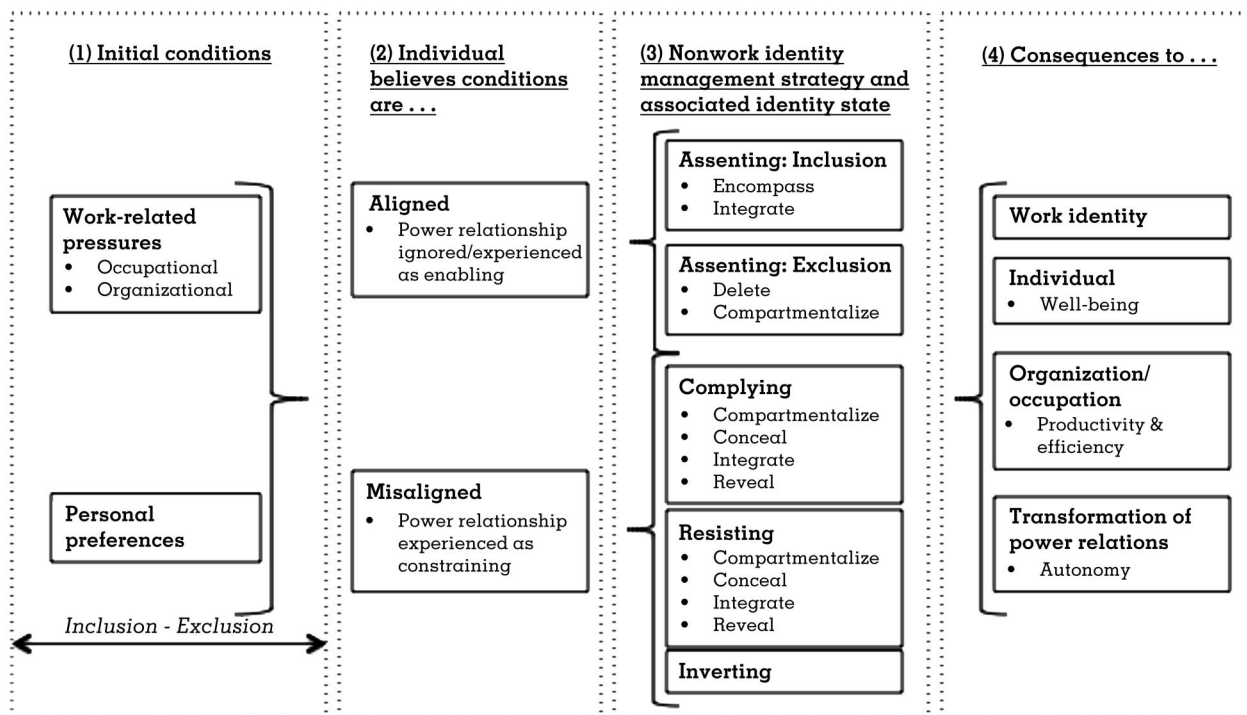 (1) Initial conditions
Work-related
pressures
• Occupational
• Organizational
Personal
preferences
Inclusion - Exclusion
(2) Individual
believes conditions
are . . .
Aligned
• Power relationship
ignored/experienced
as enabling
Misaligned
• Power relationship
experienced as
constraining
(3) Nonwork identity
management strategy and
associated identity state
Assenting: Inclusion
• Encompass
• Integrate
Assenting: Exclusion
• Delete
• Compartmentalize
Complying
• Compartmentalize
• Conceal
• Integrate
• Reveal
Resisting
• Compartmentalize
• Conceal
• Integrate
• Reveal
Inverting
(4) Consequences to . . .
Work identity
Individual
• Well-being
Organization/
occupation
• Productivity &
efficiency
Transformation of
power relations
• Autonomy